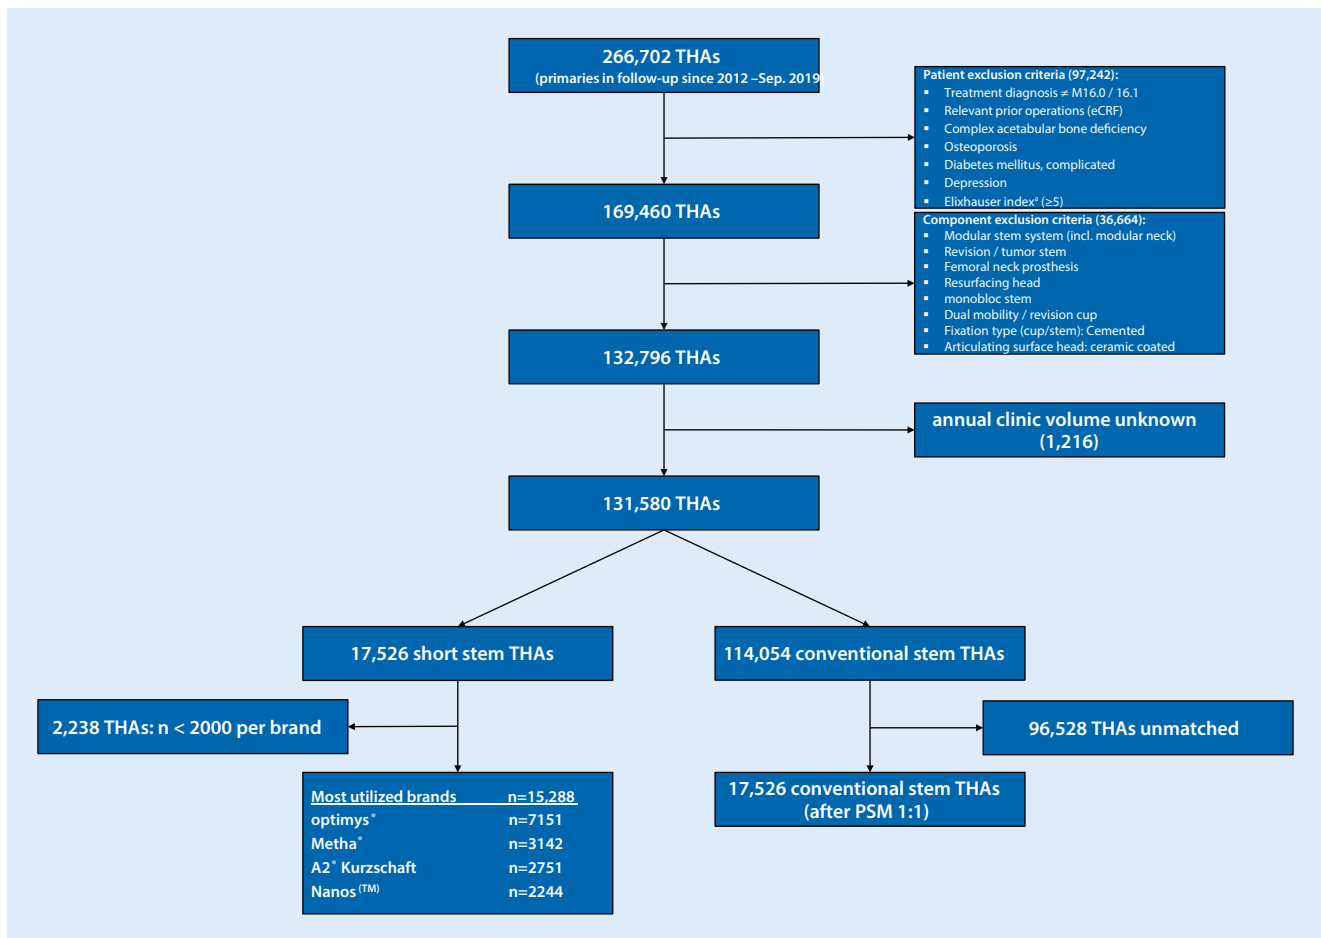 266,702 THAs
(primaries in follow-up since 2012 –Sep. 2019)
Patient exclusion criteria (97,242):
▪ Treatment diagnosis ≠ M16.0 / 16.1
▪ Relevant prior operations (eCRF)
▪ Complex acetabular bone deficiency
▪ Osteoporosis
▪ Diabetes mellitus, complicated
▪ Depression
▪ Elixhauser indexª (≥5)
169,460 THAs
Component exclusion criteria (36,664):
▪ Modular stem system (incl. modular neck)
▪ Revision / tumor stem
▪ Femoral neck prosthesis
▪ Resurfacing head
▪ monobloc stem
▪ Dual mobility / revision cup
▪ Fixation type (cup/stem): Cemented
▪ Articulating surface head: ceramic coated
132,796 THAs
annual clinic volume unknown
(1,216)
131,580 THAs
17,526 short stem THAs
114,054 conventional stem THAs
2,238 THAs: n < 2000 per brand
96,528 THAs unmatched
Most utilized brands n=15,288
optimys® n=7151
Metha® n=3142
A2® Kurzschaft n=2751
Nanos (TM) n=2244
17,526 conventional stem THAs
(after PSM 1:1)